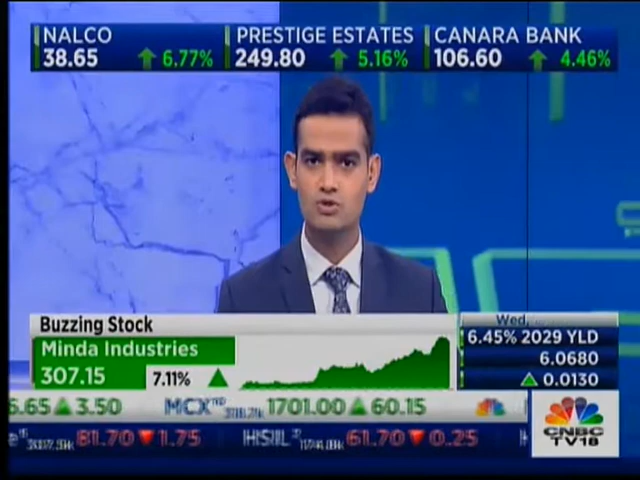 NALCO
38.65 6.77%
PRESTIGE ESTATES
249.80 5.16%
CANARA BANK
106.60 4.46%
Buzzing Stock
Minda Industries
307.15 7.11%
Wed,
6.45% 2029 YLD
6.0680
0.0130
6.65 3.50 MCX 1701.00 60.15
81.70 1.75 HSIL 61.70 0.25
CNBC
TV18